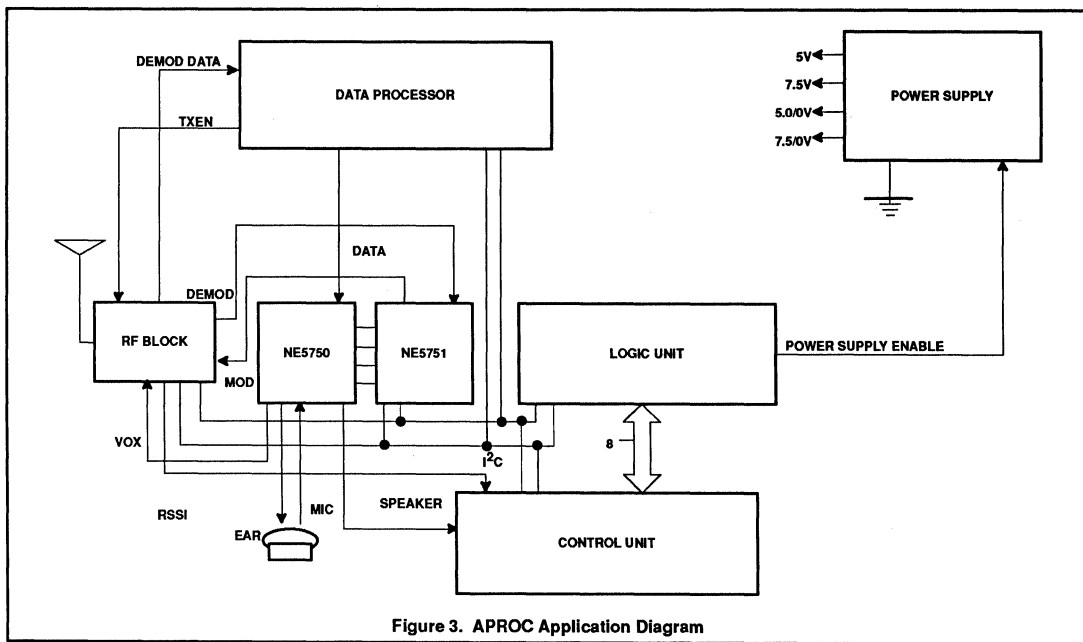 DEMOD DATA
DATA PROCESSOR
TXEN
5V
7.5V
5.0/0V
7.5/0V
POWER SUPPLY
DATA
DEMOD
RF BLOCK
NE5750
NE5751
LOGIC UNIT
POWER SUPPLY ENABLE
MOD
VOX
8
I²C
RSSI
EAR
MIC
SPEAKER
CONTROL UNIT
Figure 3. APROC Application Diagram